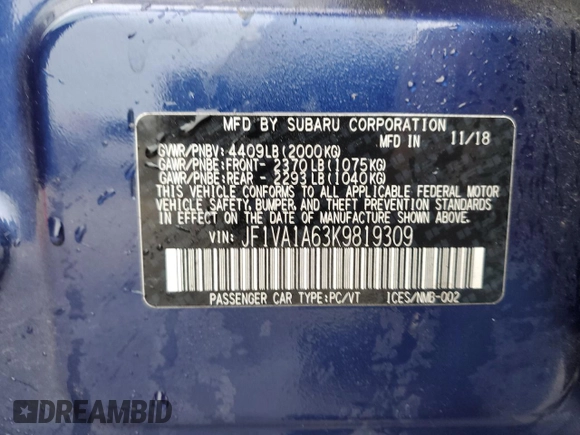 MFD BY SUBARU CORPORATION
MFD IN 11/18
GVWR/PNBV: 4409LB(2000KG)
GAWR/PNBE:FRONT- 2370LB(1075KG)
GAWR/PNBE:REAR - 2293LB(1040KG)
THIS VEHICLE CONFORMS TO ALL APPLICABLE FEDERAL MOTOR
VEHICLE SAFETY, BUMPER, AND THEFT PREVENTION STANDARDS
IN EFFECT ON THE DATE OF MANUFACTURE SHOWN ABOVE.
VIN: JF1VA1A63K9819309
PASSENGER CAR TYPE:PC/VT ICES/NMB-002
DREAMBID